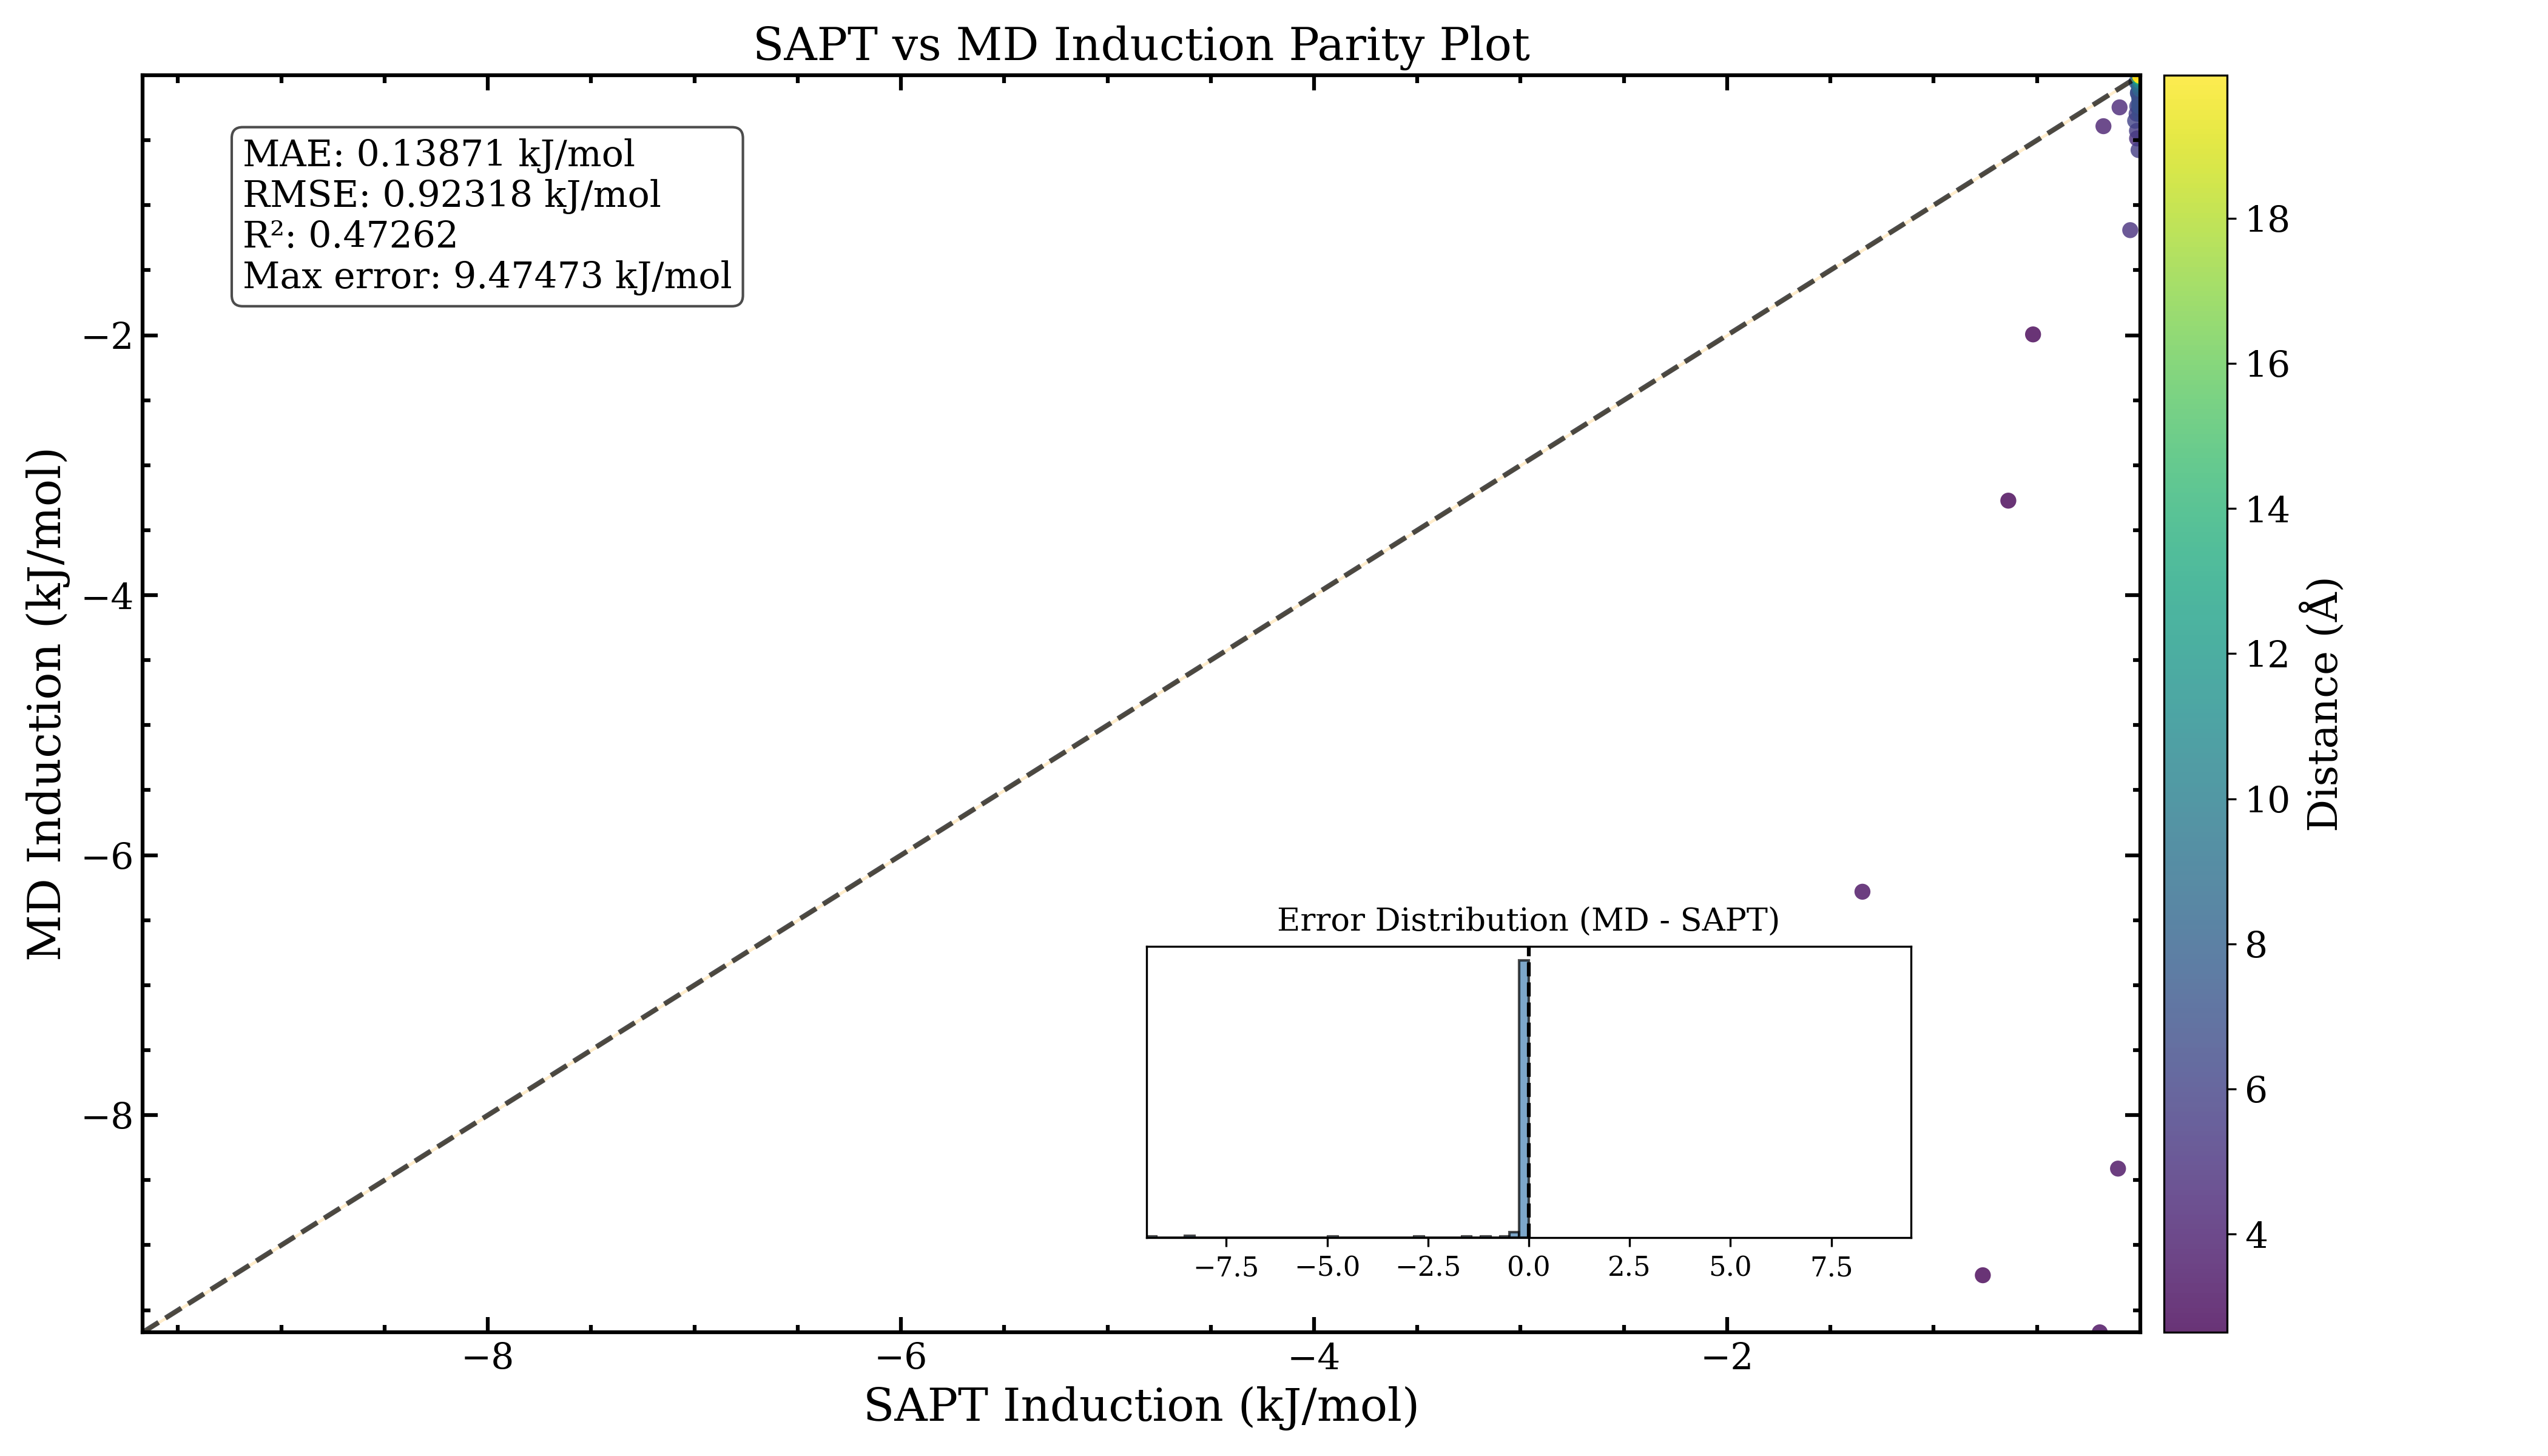 SAPT vs MD Induction Parity Plot
MAE: 0.13871 kJ/mol
RMSE: 0.92318 kJ/mol
R²: 0.47262
Max error: 9.47473 kJ/mol
MD Induction (kJ/mol)
−2
−4
−6
−8
Error Distribution (MD - SAPT)
−7.5 −5.0 −2.5 0.0 2.5 5.0 7.5
−8 −6 −4 −2
SAPT Induction (kJ/mol)
18
16
14
12
10
8
6
4
Distance (Å)